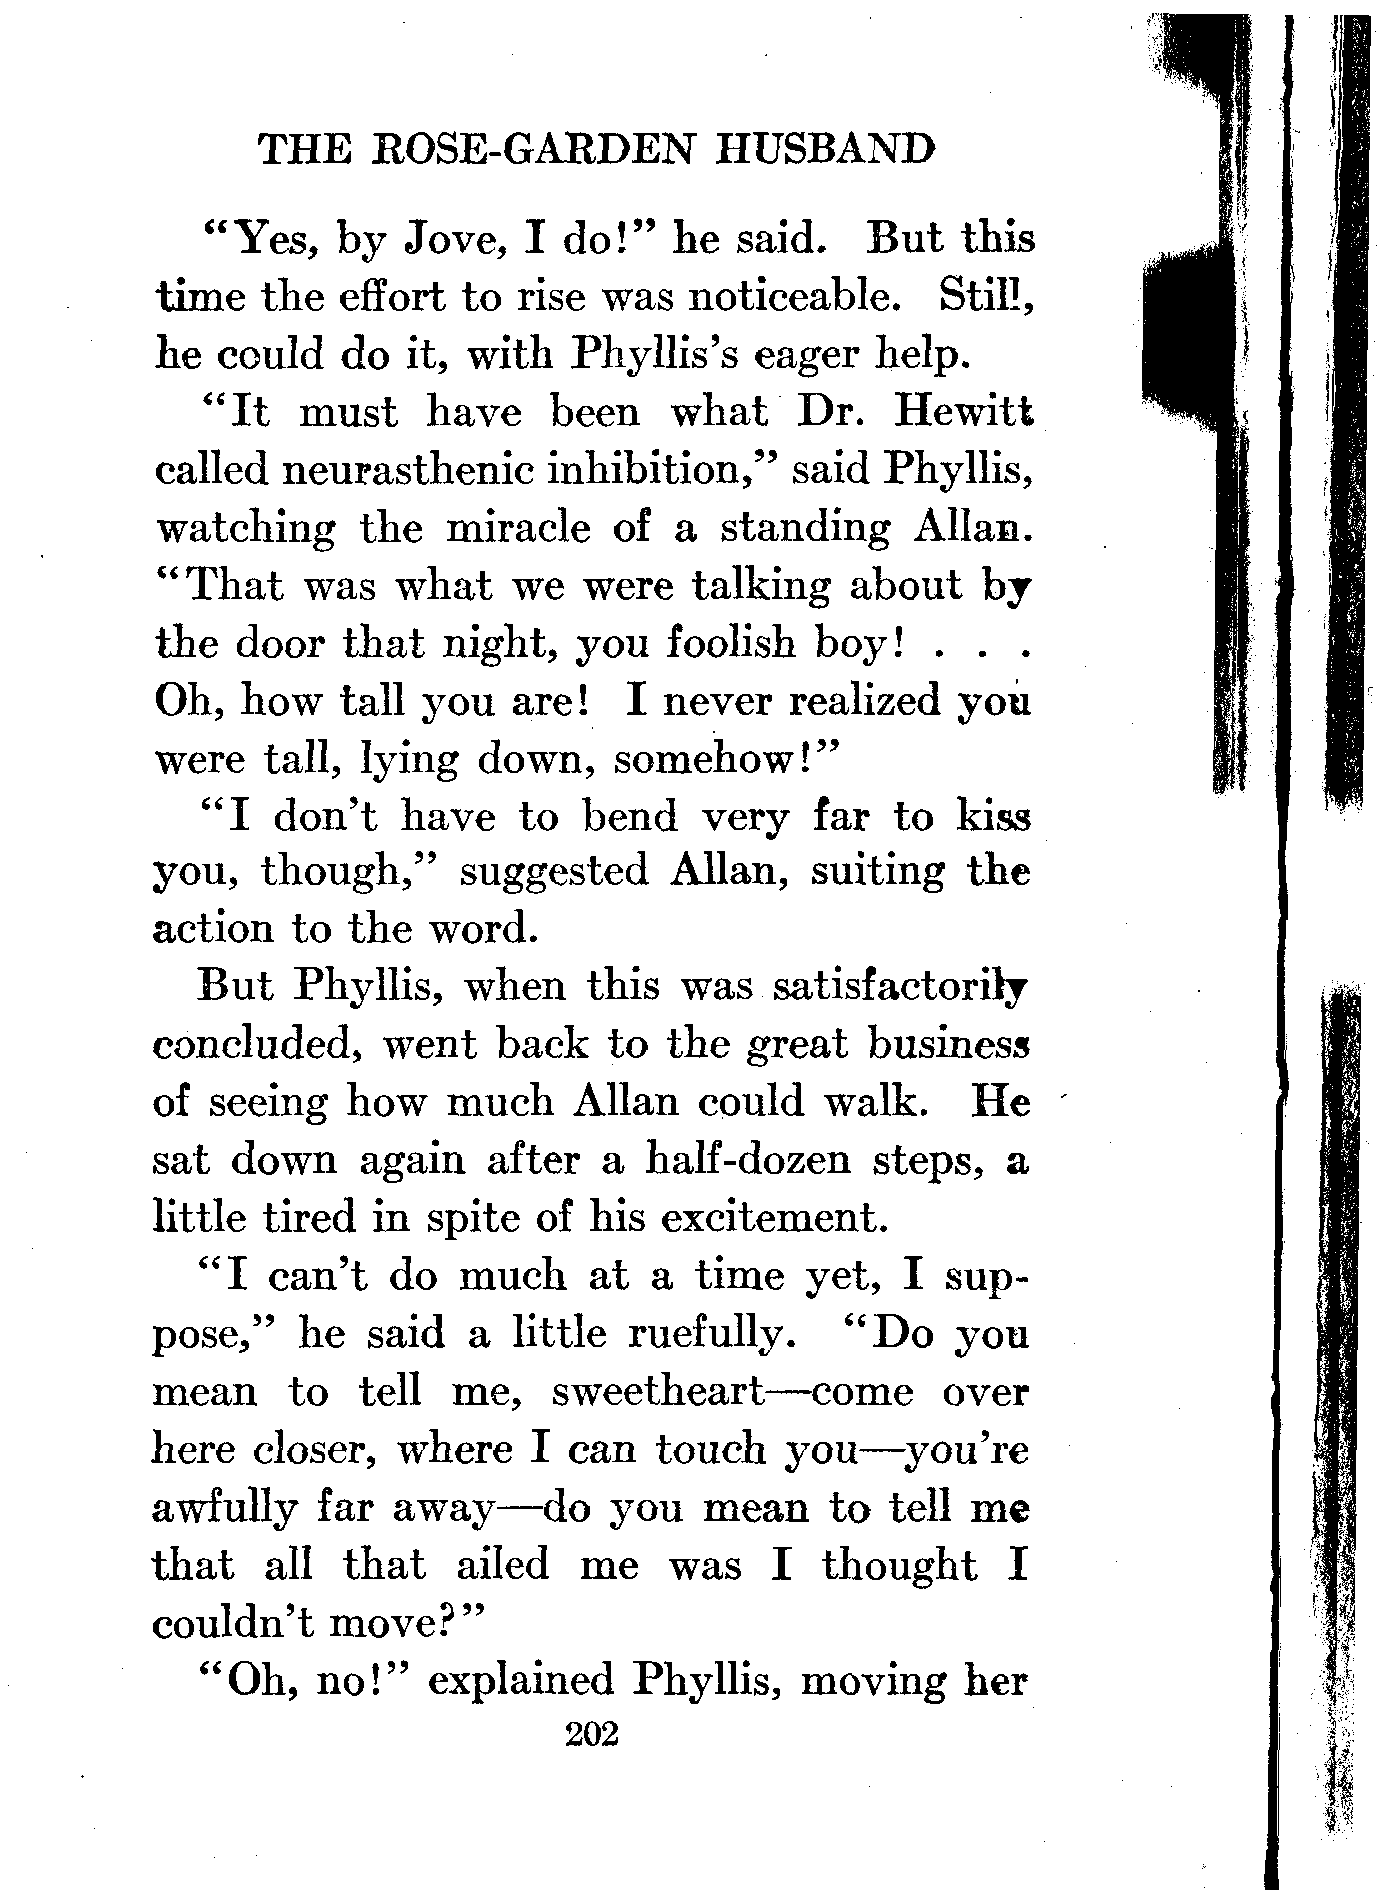 THE ROSE-GARDEN HUSBAND
“Yes, by Jove, I do!” he said. But this
time the effort to rise was noticeable. Still,
he could do it, with Phyllis’s eager help.
“It must have been what Dr. Hewitt
called neurasthenic inhibition,” said Phyllis,
watching the miracle of a standing Allan.
“That was what we were talking about by
the door that night, you foolish boy! . . .
Oh, how tall you are! I never realized you
were tall, lying down, somehow!”
“I don’t have to bend very far to kiss
you, though,” suggested Allan, suiting the
action to the word.
But Phyllis, when this was satisfactorily
concluded, went back to the great business
of seeing how much Allan could walk. He
sat down again after a half-dozen steps, a
little tired in spite of his excitement.
“I can’t do much at a time yet, I sup-
pose,” he said a little ruefully. “Do you
mean to tell me, sweetheart—come over
here closer, where I can touch you—you’re
awfully far away—do you mean to tell me
that all that ailed me was I thought I
couldn’t move?”
“Oh, no!” explained Phyllis, moving her
202